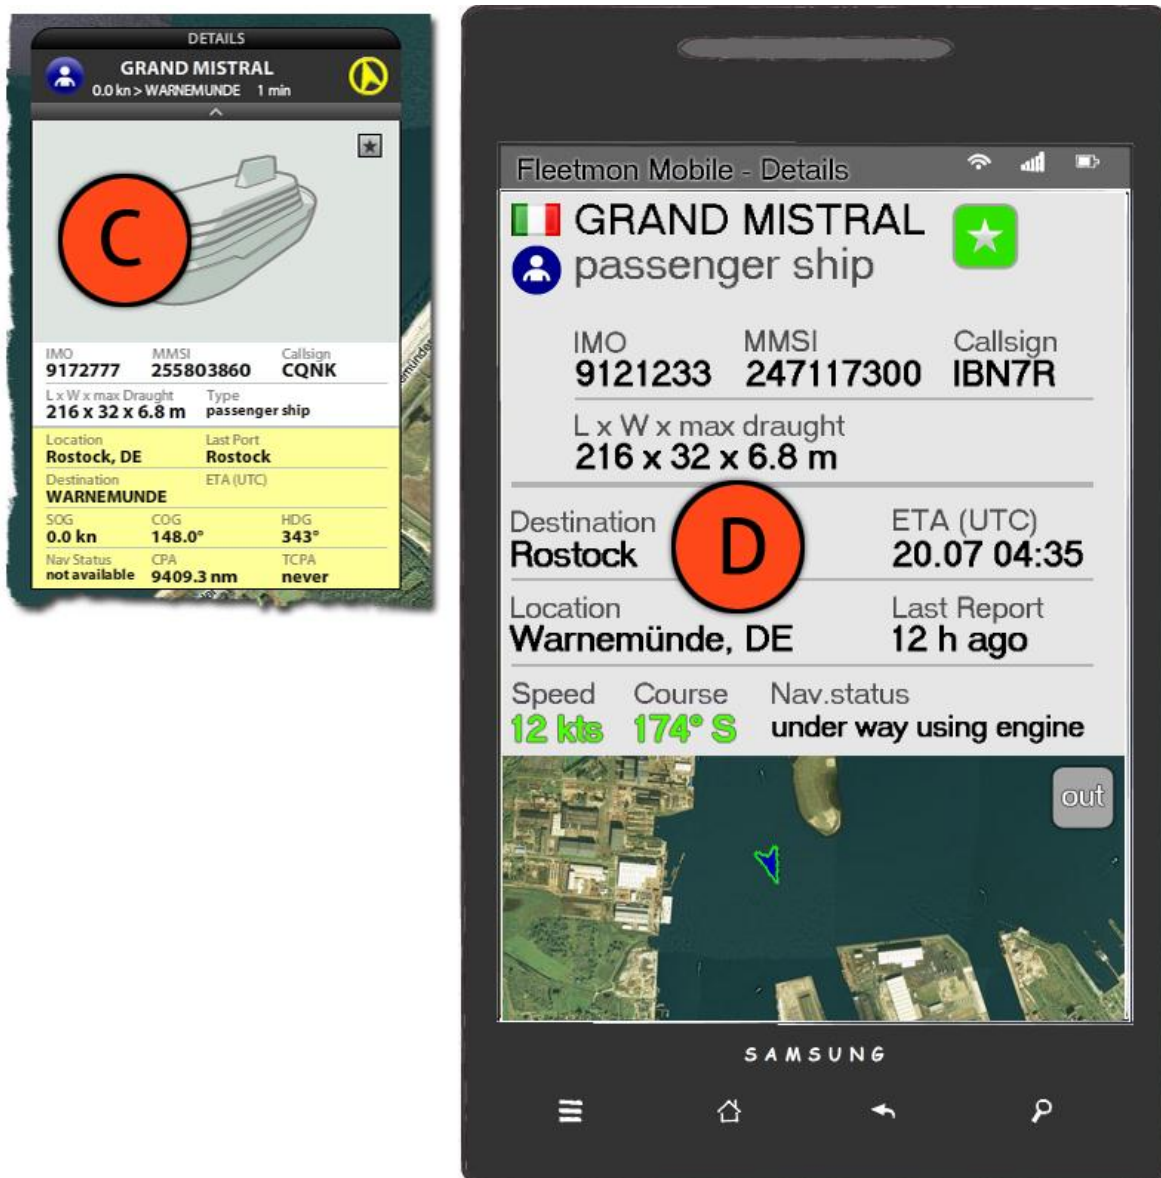 DETAILS
GRAND MISTRAL
0.0 kn > WARNEMUNDE 1 min
C
IMO MMSI Callsign
9172777 255803860 CQNK
L x W x max Draught Type
216 x 32 x 6.8 m passenger ship
Location Last Port
Rostock, DE Rostock
Destination ETA (UTC)
WARNEMUNDE
SOG COG HDG
0.0 kn 148.0° 343°
Nav Status CPA TCPA
not available 9409.3 nm never
Fleetmon Mobile - Details
GRAND MISTRAL
passenger ship
IMO MMSI Callsign
9121233 247117300 IBN7R
L x W x max draught
216 x 32 x 6.8 m
D
Destination ETA (UTC)
Rostock 20.07 04:35
Location Last Report
Warnemünde, DE 12 h ago
Speed Course Nav.status
12 kts 174° S under way using engine
out
SAMSUNG